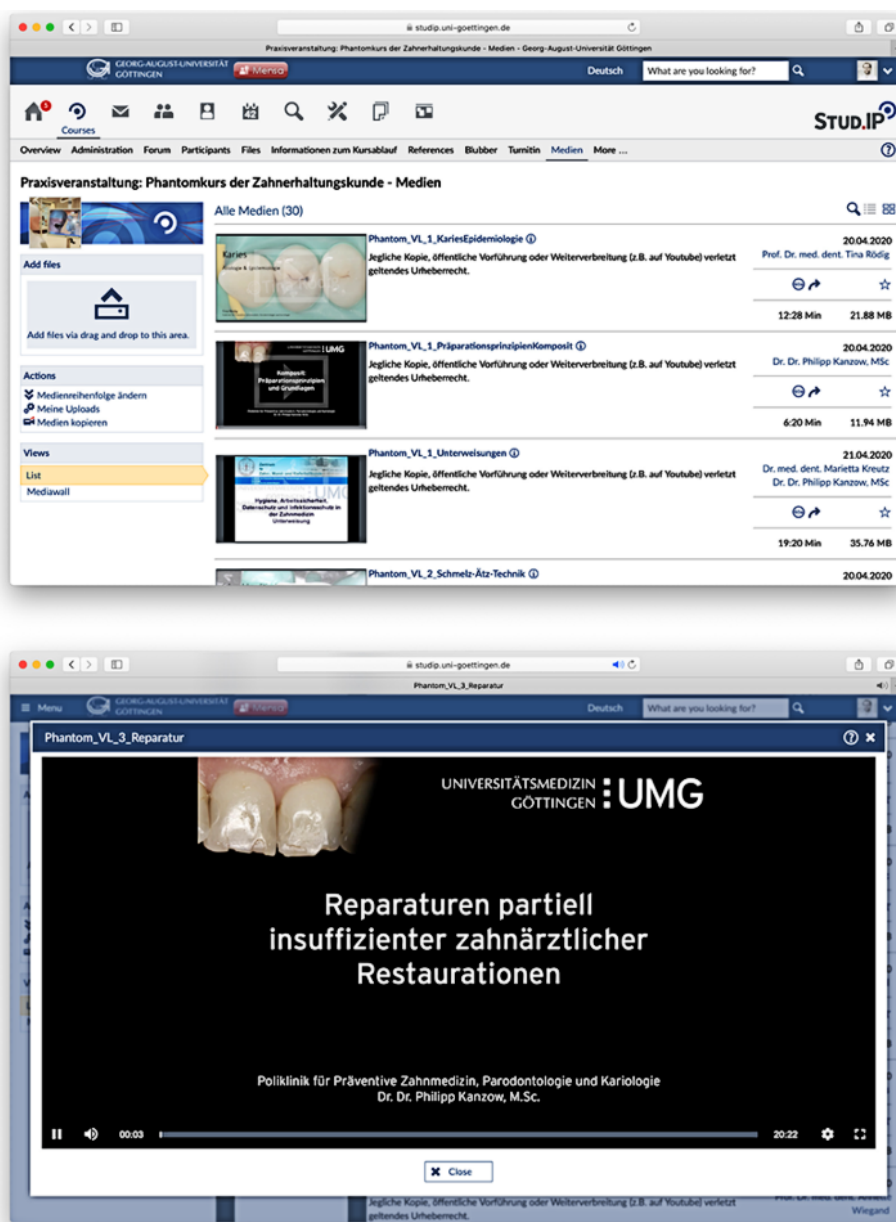 studip.uni-goettingen.de
Praxisveranstaltung: Phantomkurs der Zahnerhaltungskunde - Medien - Georg-August-Universität Göttingen
GEORG-AUGUST-UNIVERSITÄT
GÖTTINGEN
Mensa
Deutsch
What are you looking for?
Courses
STUD.IP
Overview Administration Forum Participants Files Informationen zum Kursablauf References Blubber Turnitin Medien More ...
Praxisveranstaltung: Phantomkurs der Zahnerhaltungskunde - Medien
Alle Medien (30)
Add files
Add files via drag and drop to this area.
Actions
Medienreihenfolge ändern
Meine Uploads
Medien kopieren
Views
List
Mediawall
Karies
Phantom_VL_1_KariesEpidemiologie
Jegliche Kopie, öffentliche Vorführung oder Weiterverbreitung (z.B. auf Youtube) verletzt
geltendes Urheberrecht.
20.04.2020
Prof. Dr. med. dent. Tina Rödig
12:28 Min 21.88 MB
UMG
Komposit:
Präparationsprinzipien
und Grundlagen
Phantom_VL_1_PräparationsprinzipienKomposit
Jegliche Kopie, öffentliche Vorführung oder Weiterverbreitung (z.B. auf Youtube) verletzt
geltendes Urheberrecht.
20.04.2020
Dr. Dr. Philipp Kanzow, MSc
6:20 Min 11.94 MB
Hygiene, Arbeitssicherheit,
Datenschutz und Infektionsschutz in
der Zahnmedizin
Unterweisung
Phantom_VL_1_Unterweisungen
Jegliche Kopie, öffentliche Vorführung oder Weiterverbreitung (z.B. auf Youtube) verletzt
geltendes Urheberrecht.
21.04.2020
Dr. med. dent. Marietta Kreutz
Dr. Dr. Philipp Kanzow, MSc
19:20 Min 35.76 MB
Phantom_VL_2_Schmelz-Ätz-Technik
20.04.2020
studip.uni-goettingen.de
Phantom_VL_3_Reparatur
Menu
GEORG-AUGUST-UNIVERSITÄT
GÖTTINGEN
Mensa
Deutsch
What are you looking for?
Phantom_VL_3_Reparatur
UNIVERSITÄTSMEDIZIN
GÖTTINGEN UMG
Reparaturen partiell
insuffizienter zahnärztlicher
Restaurationen
Poliklinik für Präventive Zahnmedizin, Parodontologie und Kariologie
Dr. Dr. Philipp Kanzow, M.Sc.
00:03
20:22
Close
Jegliche Kopie, öffentliche Vorführung oder Weiterverbreitung (z.B. auf Youtube) verletzt
geltendes Urheberrecht.
Wiegand